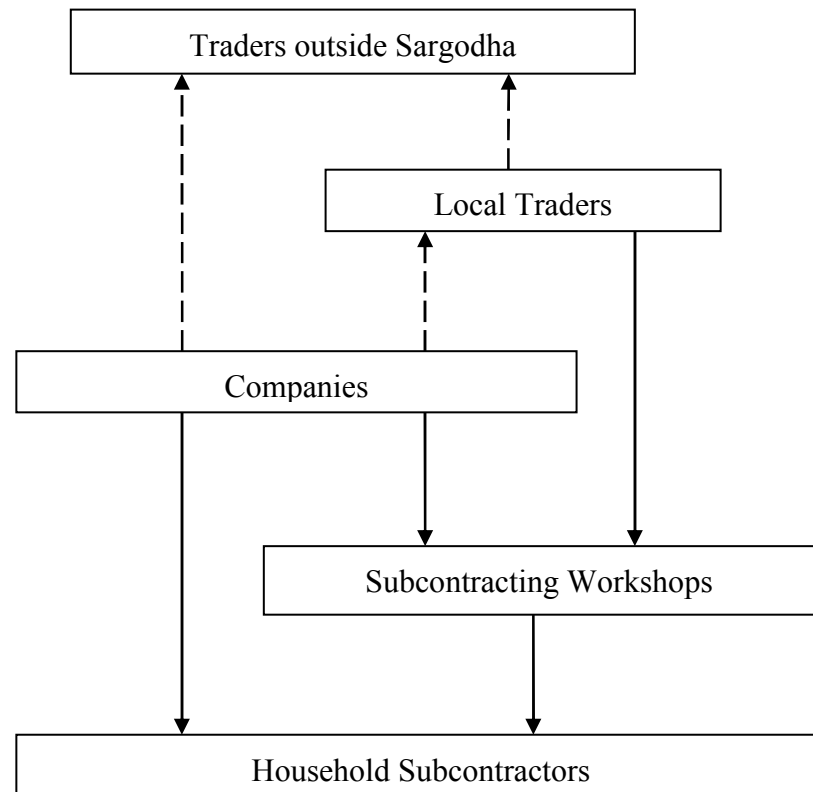 Traders outside Sargodha
Local Traders
Companies
Subcontracting Workshops
Household Subcontractors